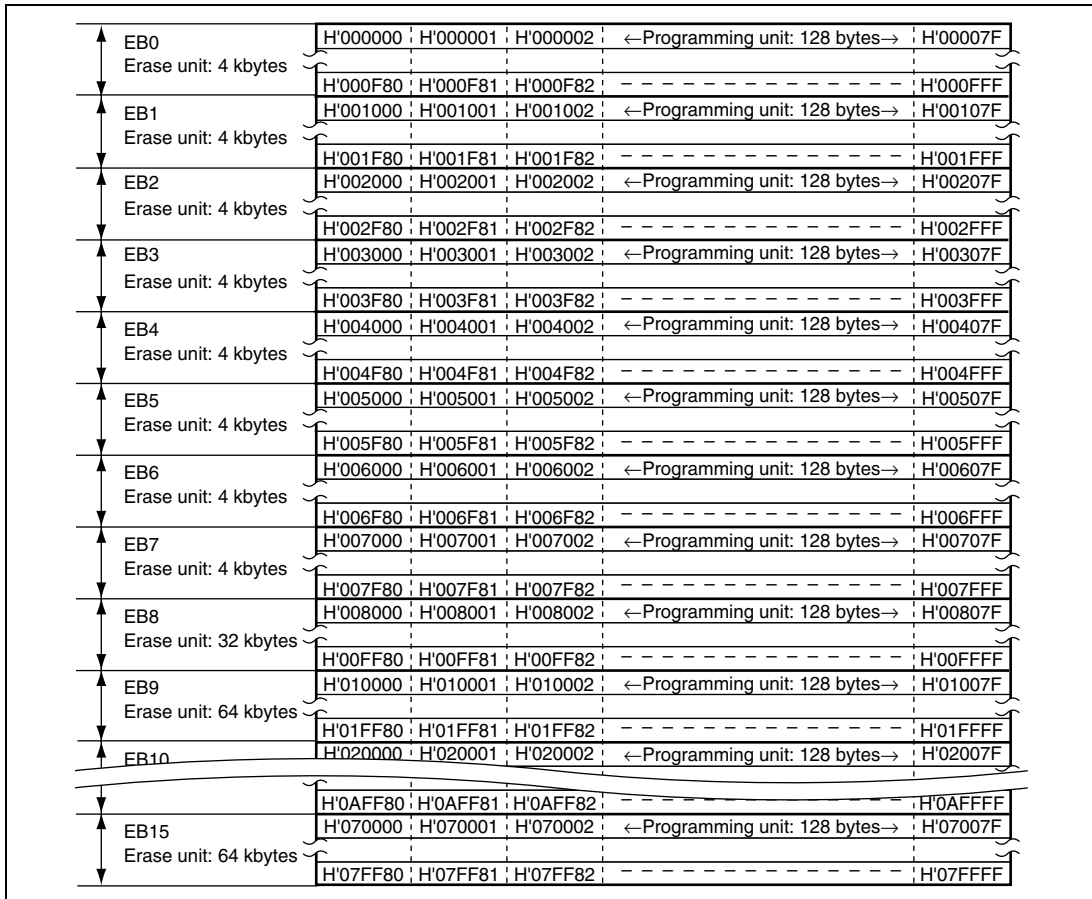 EB0 H'000000 H'000001 H'000002 ←Programming unit: 128 bytes→ H'00007F
Erase unit: 4 kbytes
H'000F80 H'000F81 H'000F82 – – – – – – – – – – – – – – H'000FFF
EB1 H'001000 H'001001 H'001002 ←Programming unit: 128 bytes→ H'00107F
Erase unit: 4 kbytes
H'001F80 H'001F81 H'001F82 – – – – – – – – – – – – – – H'001FFF
EB2 H'002000 H'002001 H'002002 ←Programming unit: 128 bytes→ H'00207F
Erase unit: 4 kbytes
H'002F80 H'002F81 H'002F82 – – – – – – – – – – – – – – H'002FFF
EB3 H'003000 H'003001 H'003002 ←Programming unit: 128 bytes→ H'00307F
Erase unit: 4 kbytes
H'003F80 H'003F81 H'003F82 – – – – – – – – – – – – – – H'003FFF
EB4 H'004000 H'004001 H'004002 ←Programming unit: 128 bytes→ H'00407F
Erase unit: 4 kbytes
H'004F80 H'004F81 H'004F82 – – – – – – – – – – – – – – H'004FFF
EB5 H'005000 H'005001 H'005002 ←Programming unit: 128 bytes→ H'00507F
Erase unit: 4 kbytes
H'005F80 H'005F81 H'005F82 – – – – – – – – – – – – – – H'005FFF
EB6 H'006000 H'006001 H'006002 ←Programming unit: 128 bytes→ H'00607F
Erase unit: 4 kbytes
H'006F80 H'006F81 H'006F82 – – – – – – – – – – – – – – H'006FFF
EB7 H'007000 H'007001 H'007002 ←Programming unit: 128 bytes→ H'00707F
Erase unit: 4 kbytes
H'007F80 H'007F81 H'007F82 – – – – – – – – – – – – – – H'007FFF
EB8 H'008000 H'008001 H'008002 ←Programming unit: 128 bytes→ H'00807F
Erase unit: 32 kbytes
H'00FF80 H'00FF81 H'00FF82 – – – – – – – – – – – – – – H'00FFFF
EB9 H'010000 H'010001 H'010002 ←Programming unit: 128 bytes→ H'01007F
Erase unit: 64 kbytes
H'01FF80 H'01FF81 H'01FF82 – – – – – – – – – – – – – – H'01FFFF
EB10 H'020000 H'020001 H'020002 ←Programming unit: 128 bytes→ H'02007F
H'0AFF80 H'0AFF81 H'0AFF82 – – – – – – – – – – – – – – H'0AFFFF
EB15 H'070000 H'070001 H'070002 ←Programming unit: 128 bytes→ H'07007F
Erase unit: 64 kbytes
H'07FF80 H'07FF81 H'07FF82 – – – – – – – – – – – – – – H'07FFFF